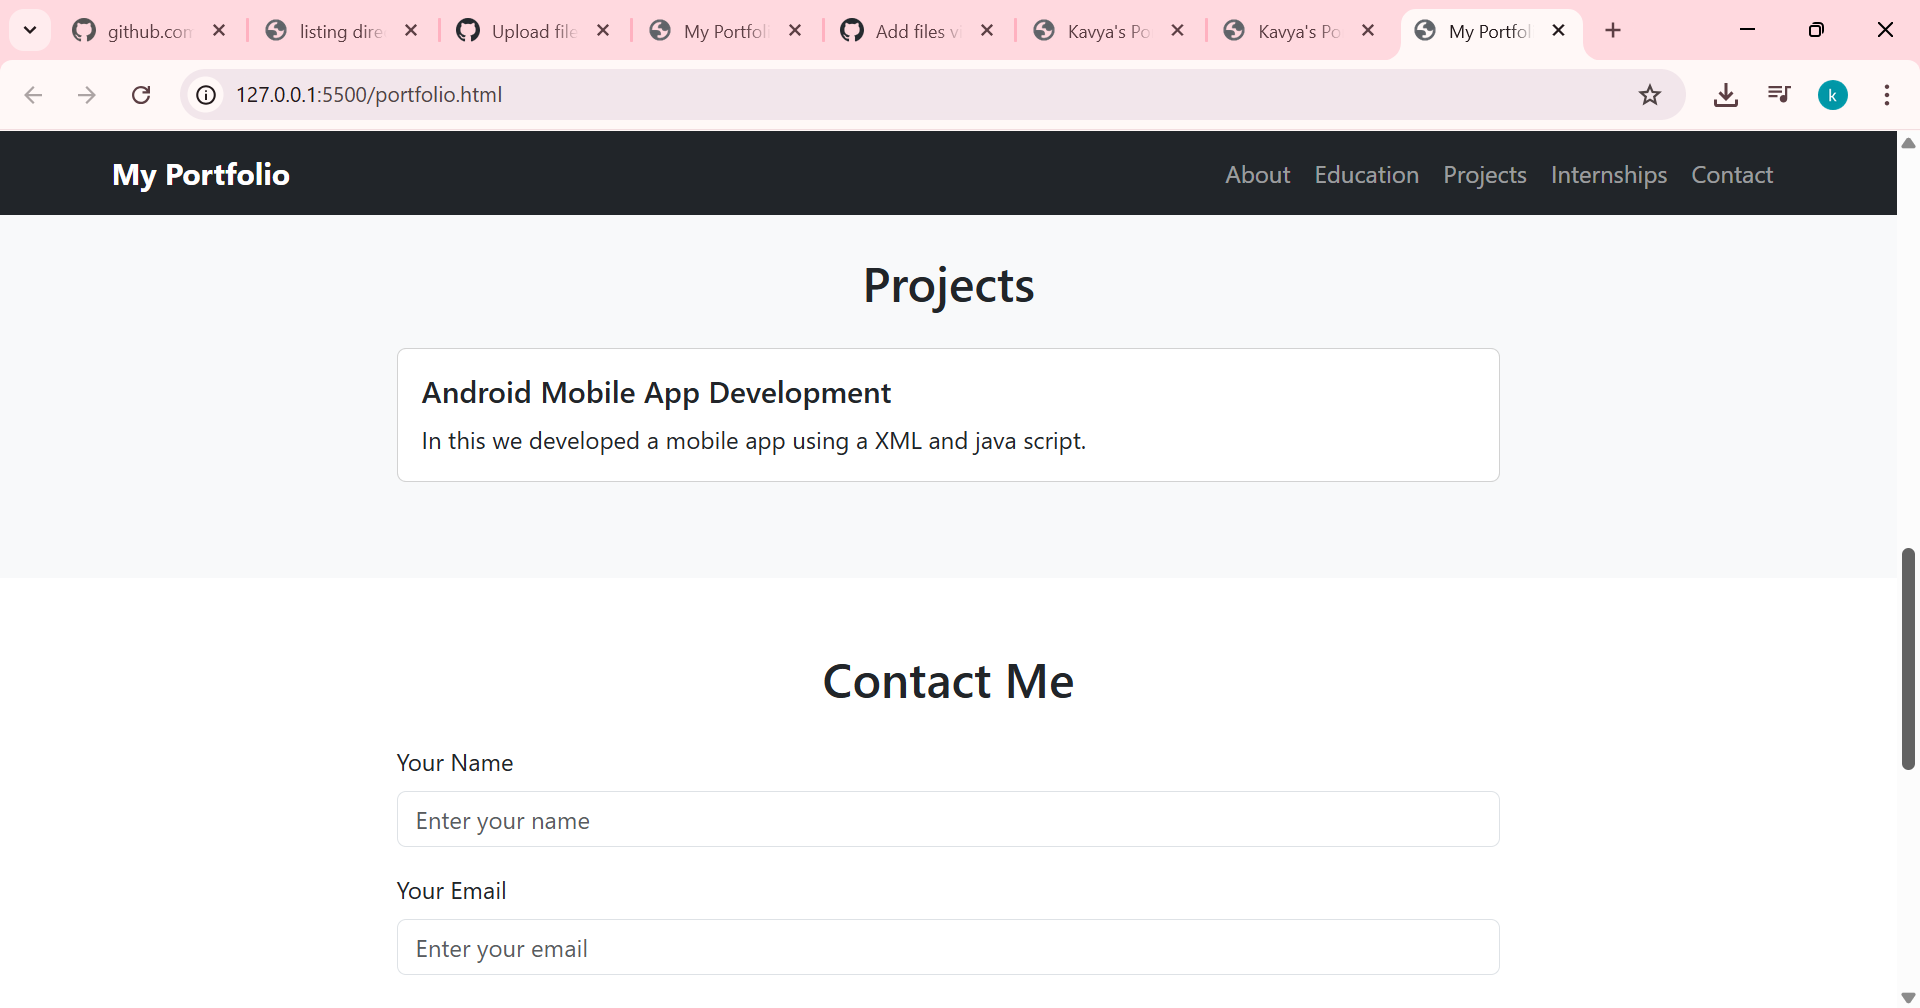 github.com
listing dire
Upload file
My Portfoli
Add files vi
Kavya's Po
Kavya's Po
My Portfol
127.0.0.1:5500/portfolio.html
k
My Portfolio
About Education Projects Internships Contact
Projects
Android Mobile App Development
In this we developed a mobile app using a XML and java script.
Contact Me
Your Name
Enter your name
Your Email
Enter your email